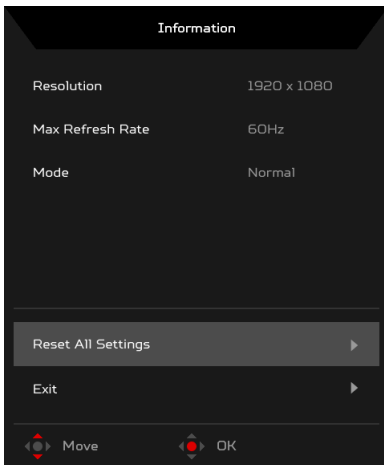 Information
Resolution 1920 x 1080
Max Refresh Rate 60Hz
Mode Normal
Reset All Settings
Exit
Move OK